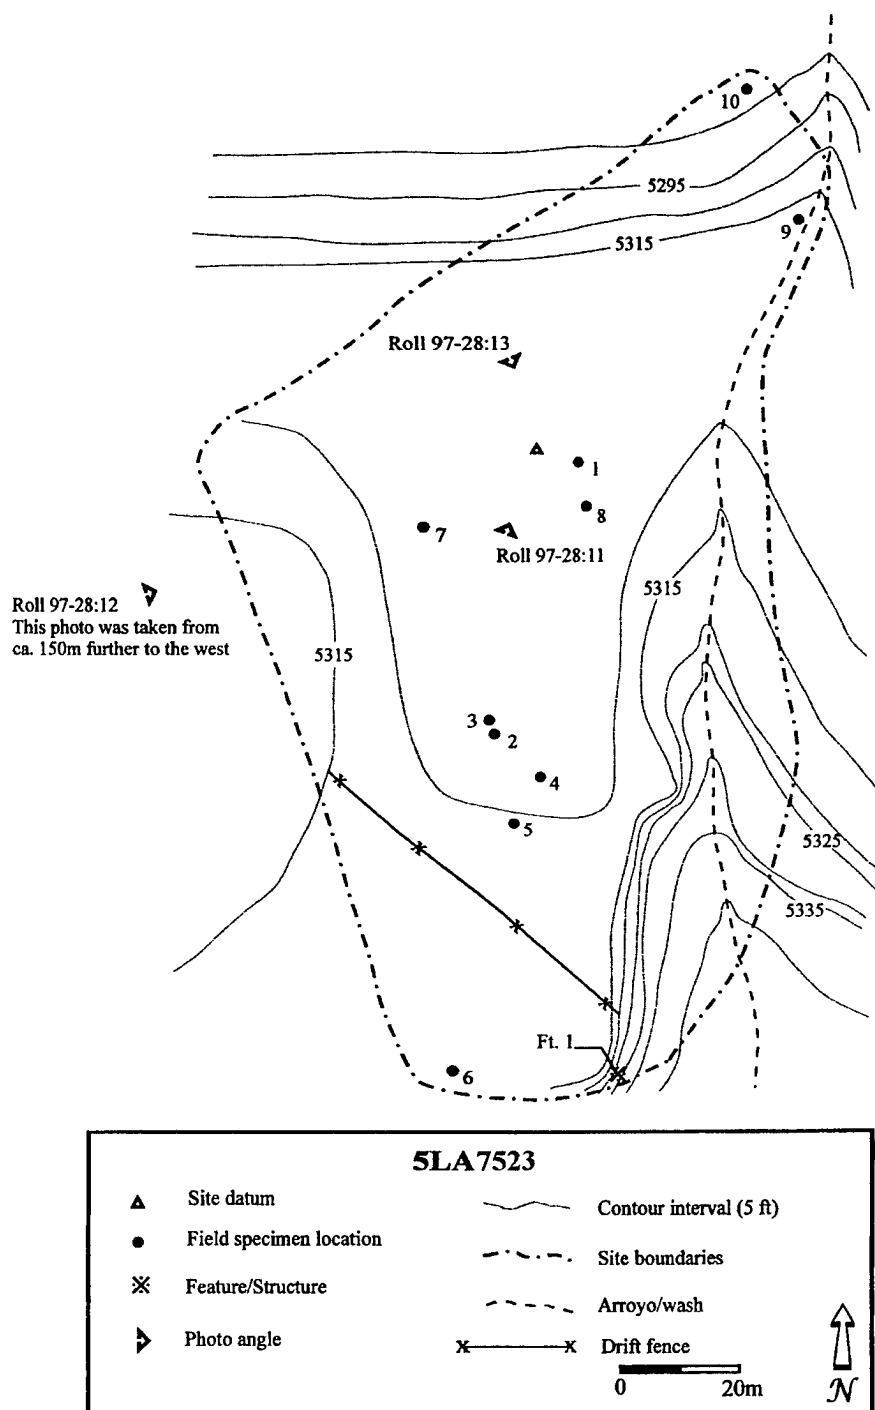 10
5295
9
5315
Roll 97-28:13
1
8
7
Roll 97-28:11
5315
Roll 97-28:12
This photo was taken from
ca. 150m further to the west
5315
3
2
4
5
5325
5335
Ft. 1
6
5LA7523
Site datum
Field specimen location
Feature/Structure
Photo angle
Contour interval (5 ft)
Site boundaries
Arroyo/wash
x x Drift fence
0 20m
N